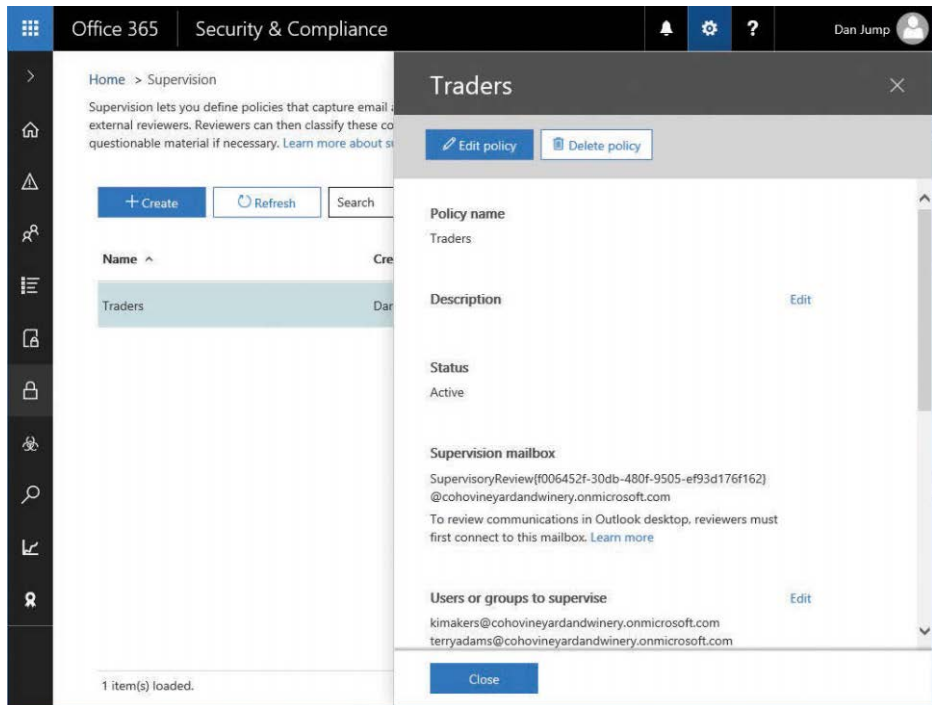 Office 365
Security & Compliance
?
Dan Jump
Home > Supervision
Supervision lets you define policies that capture email
external reviewers. Reviewers can then classify these
questionable material if necessary. Learn more about
+ Create
Refresh
Search
Name
Traders
1 item(s) loaded.
Traders
Edit policy
Delete policy
Policy name
Traders
Description
Edit
Status
Active
Supervision mailbox
SupervisoryReview{f006452f-30db-480f-9505-ef93d176f162}
@cohovineyardandwinery.onmicrosoft.com
To review communications in Outlook desktop, reviewers must
first connect to this mailbox. Learn more
Users or groups to supervise
Edit
kimakers@cohovineyardandwinery.onmicrosoft.com
terryadams@cohovineyardandwinery.onmicrosoft.com
Close